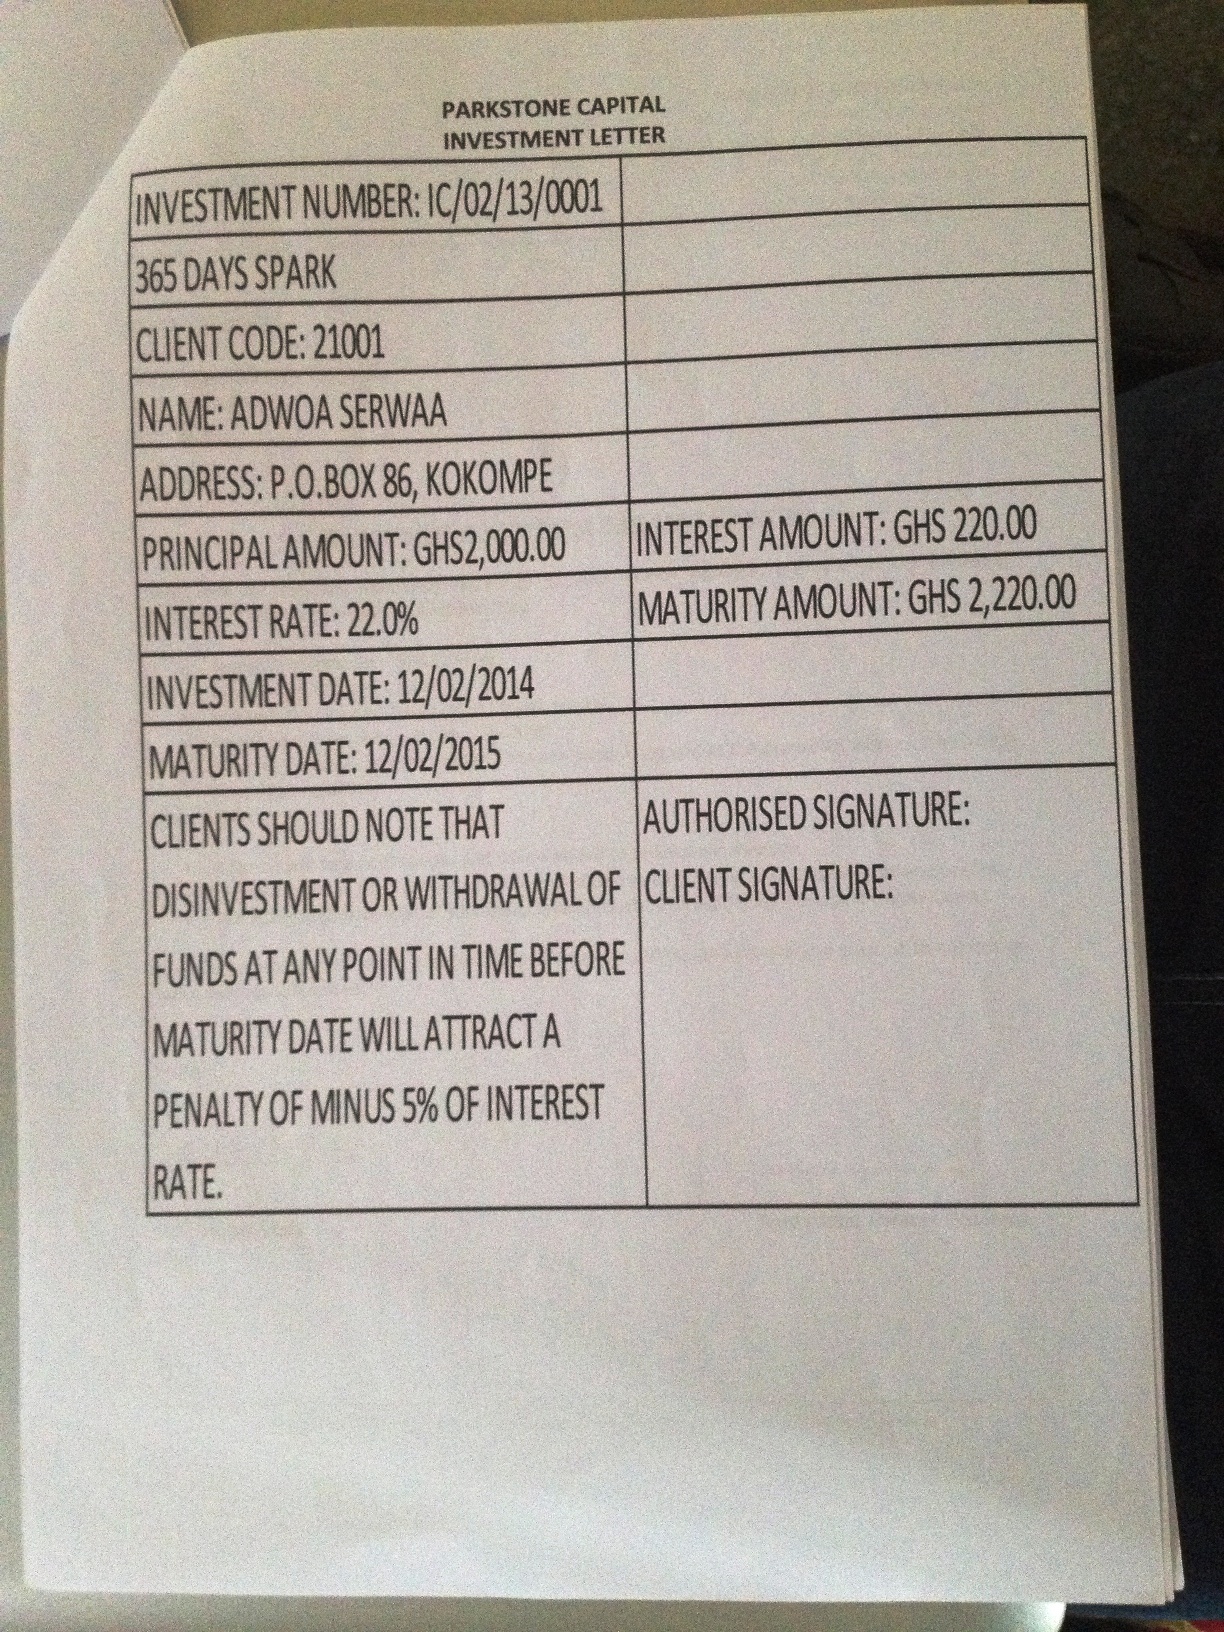 PARKSTONE CAPITAL
INVESTMENT LETTER
INVESTMENT NUMBER: IC/02/13/0001
365 DAYS SPARK
CLIENT CODE: 21001
NAME: ADWOA SERWAA
ADDRESS: P.O.BOX 86, KOKOMPE
PRINCIPAL AMOUNT: GHS2,000.00
INTEREST AMOUNT: GHS 220.00
INTEREST RATE: 22.0%
MATURITY AMOUNT: GHS 2,220.00
INVESTMENT DATE: 12/02/2014
MATURITY DATE: 12/02/2015
CLIENTS SHOULD NOTE THAT
DISINVESTMENT OR WITHDRAWAL OF
FUNDS AT ANY POINT IN TIME BEFORE
MATURITY DATE WILL ATTRACT A
PENALTY OF MINUS 5% OF INTEREST
RATE.
AUTHORISED SIGNATURE:
CLIENT SIGNATURE: